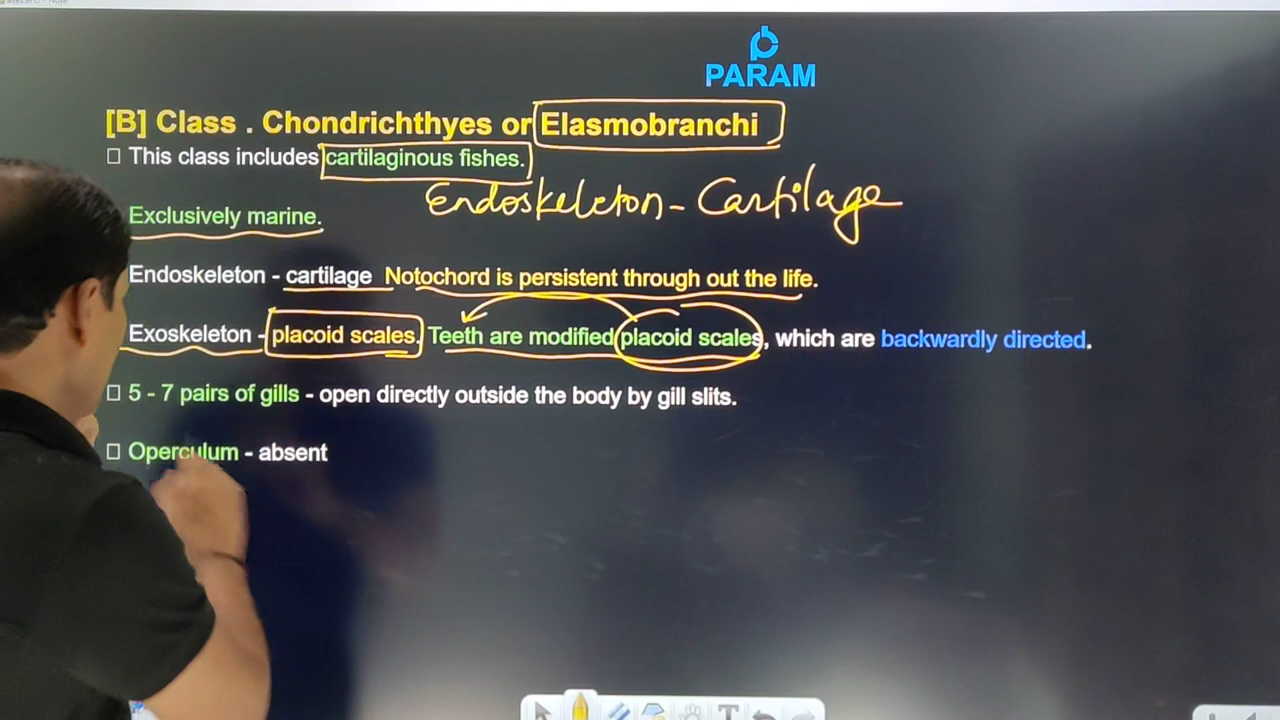 PARAM
[B] Class . Chondrichthyes or Elasmobranchi
☐ This class includes cartilaginous fishes.
Endoskeleton - Cartilage
Exclusively marine.
Endoskeleton - cartilage Notochord is persistent through out the life.
Exoskeleton - placoid scales. Teeth are modified placoid scales, which are backwardly directed.
☐ 5 - 7 pairs of gills - open directly outside the body by gill slits.
☐ Operculum - absent
T